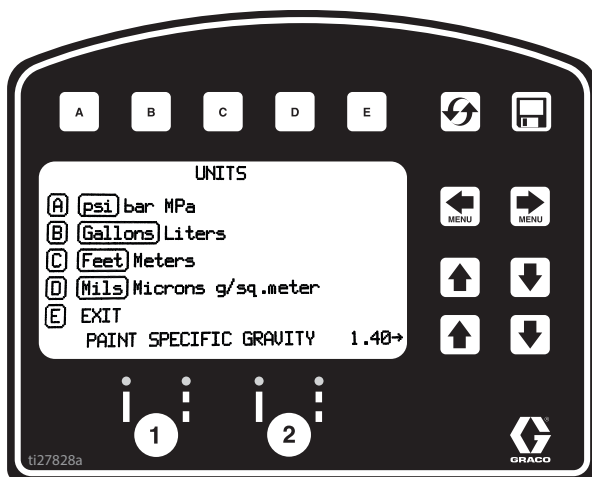 A B C D E
UNITS
A psi bar MPa
MENU MENU
B Gallons Liters
C Feet Meters
D Mils Microns g/sq.meter
E EXIT
PAINT SPECIFIC GRAVITY 1.40→
1 2
ti27828a
GRACO